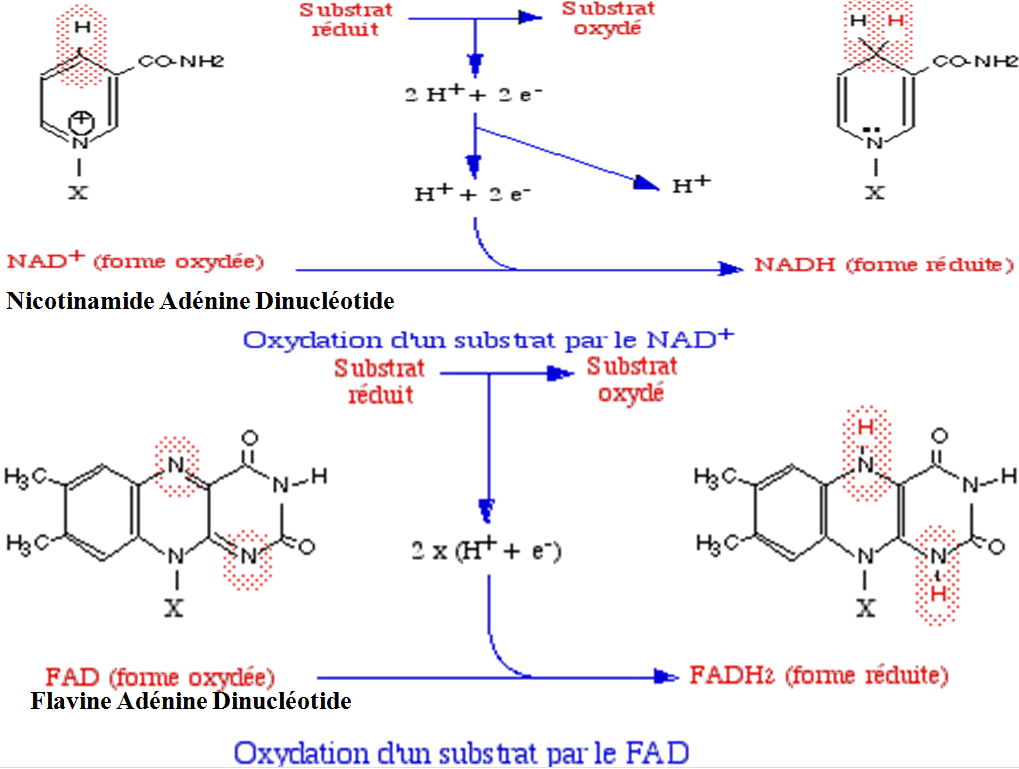 Substrat réduit
Substrat oxydé
H
CO-NH2
N
X
2 H+ + 2 e-
H+ + 2 e-
H+
H H
CO-NH2
N
X
NAD+ (forme oxydée)
NADH (forme réduite)
Nicotinamide Adénine Dinucléotide
Oxydation d'un substrat par le NAD+
Substrat réduit
Substrat oxydé
O
N
H3C
N-H
H3C
N
N
O
X
2 x (H+ + e-)
H
O
N
H3C
N-H
H3C
N
N
O
H
X
FAD (forme oxydée)
FADH2 (forme réduite)
Flavine Adénine Dinucléotide
Oxydation d'un substrat par le FAD